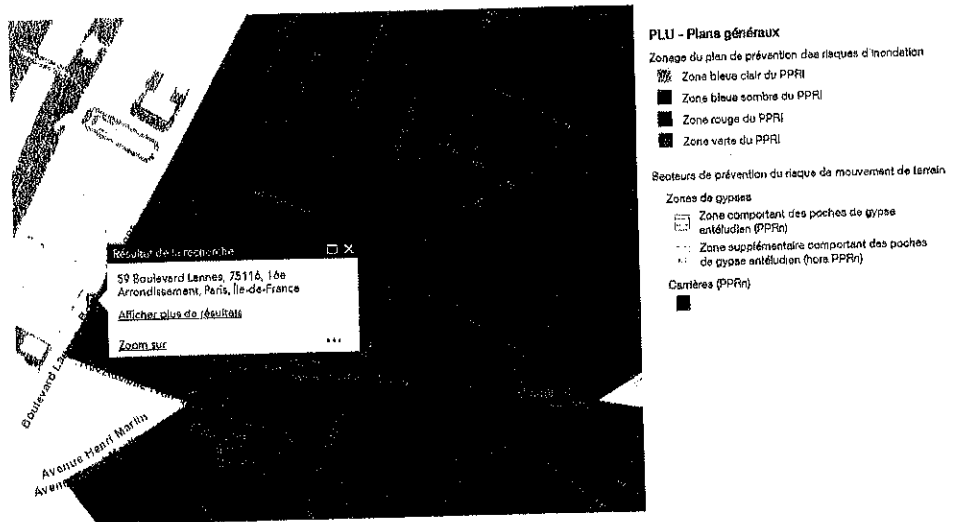 PLU - Plans généraux
Zonage du plan de prévention des risques d'inondation
Zone bleue clair du PPRI
Zone bleue sombre du PPRI
Zone rouge du PPRI
Zone verte du PPRI
Secteurs de prévention du risque de mouvement de terrain
Zones de gypses
Zone comportant des poches de gypse
antéludien (PPRn)
Zone supplémentaire comportant des poches
de gypse antéludien (hors PPRn)
Carrières (PPRn)
Résultat de la recherche
59 Boulevard Lannes, 75116, 16e
Arrondissement, Paris, Île-de-France
Afficher plus de résultats
Zoom sur
Boulevard
Avenue Henri Martin